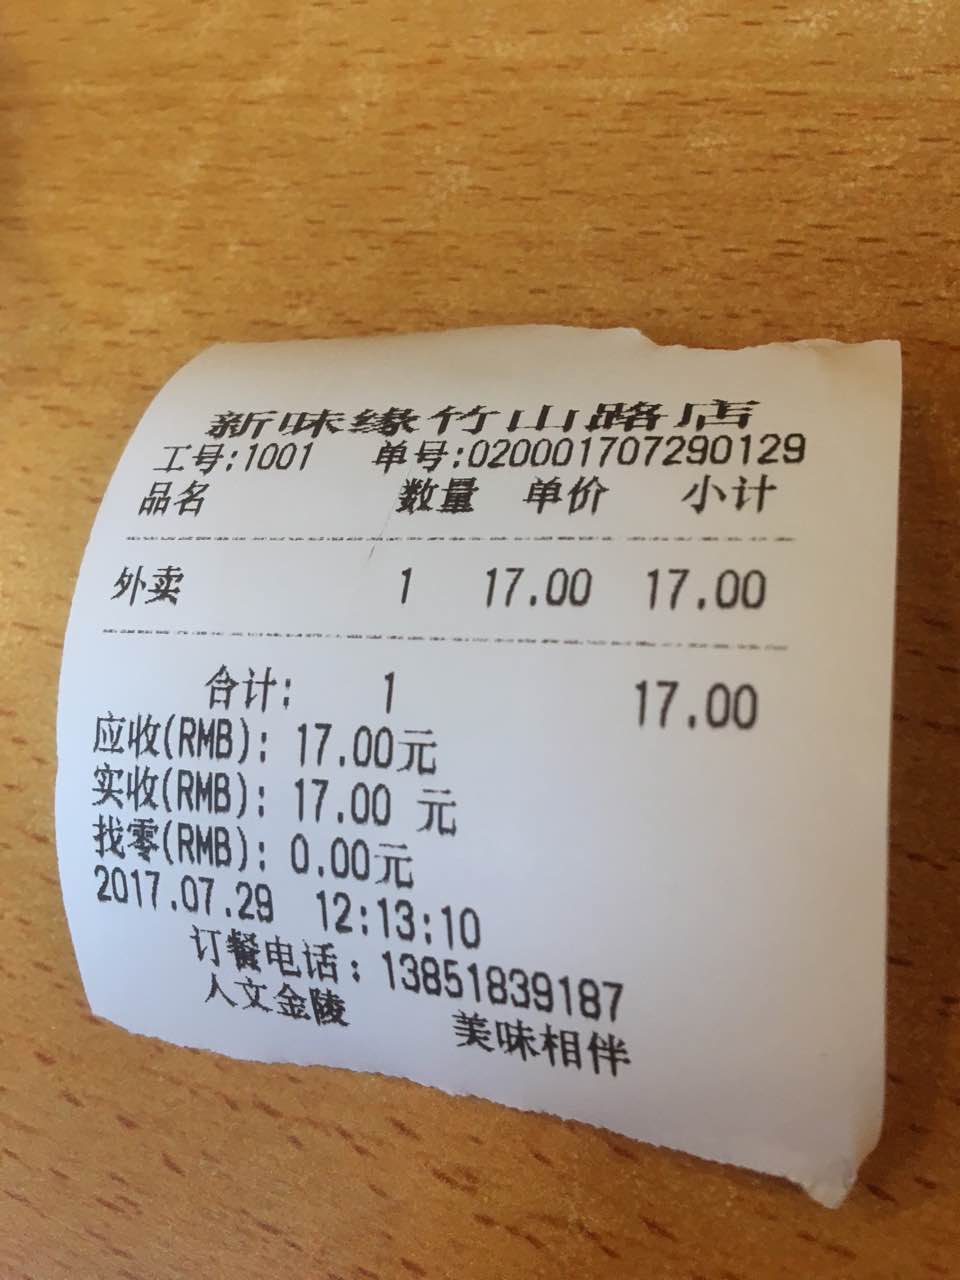 新味缘竹山路店
工号:1001 单号:020001707290129
品名 数量 单价 小计
外卖 1 17.00 17.00
合计: 1 17.00
应收(RMB): 17.00元
实收(RMB): 17.00 元
找零(RMB): 0.00元
2017.07.29 12:13:10
订餐电话：13851839187
人文金陵 美味相伴